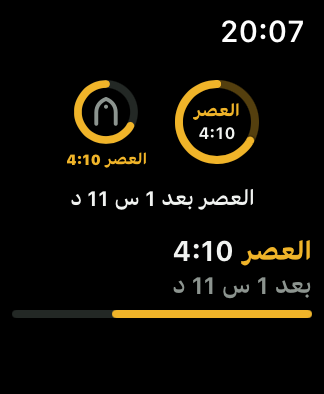 20:07
العصر
4:10
العصر 4:10
العصر بعد 1 س 11 د
العصر 4:10
بعد 1 س 11 د